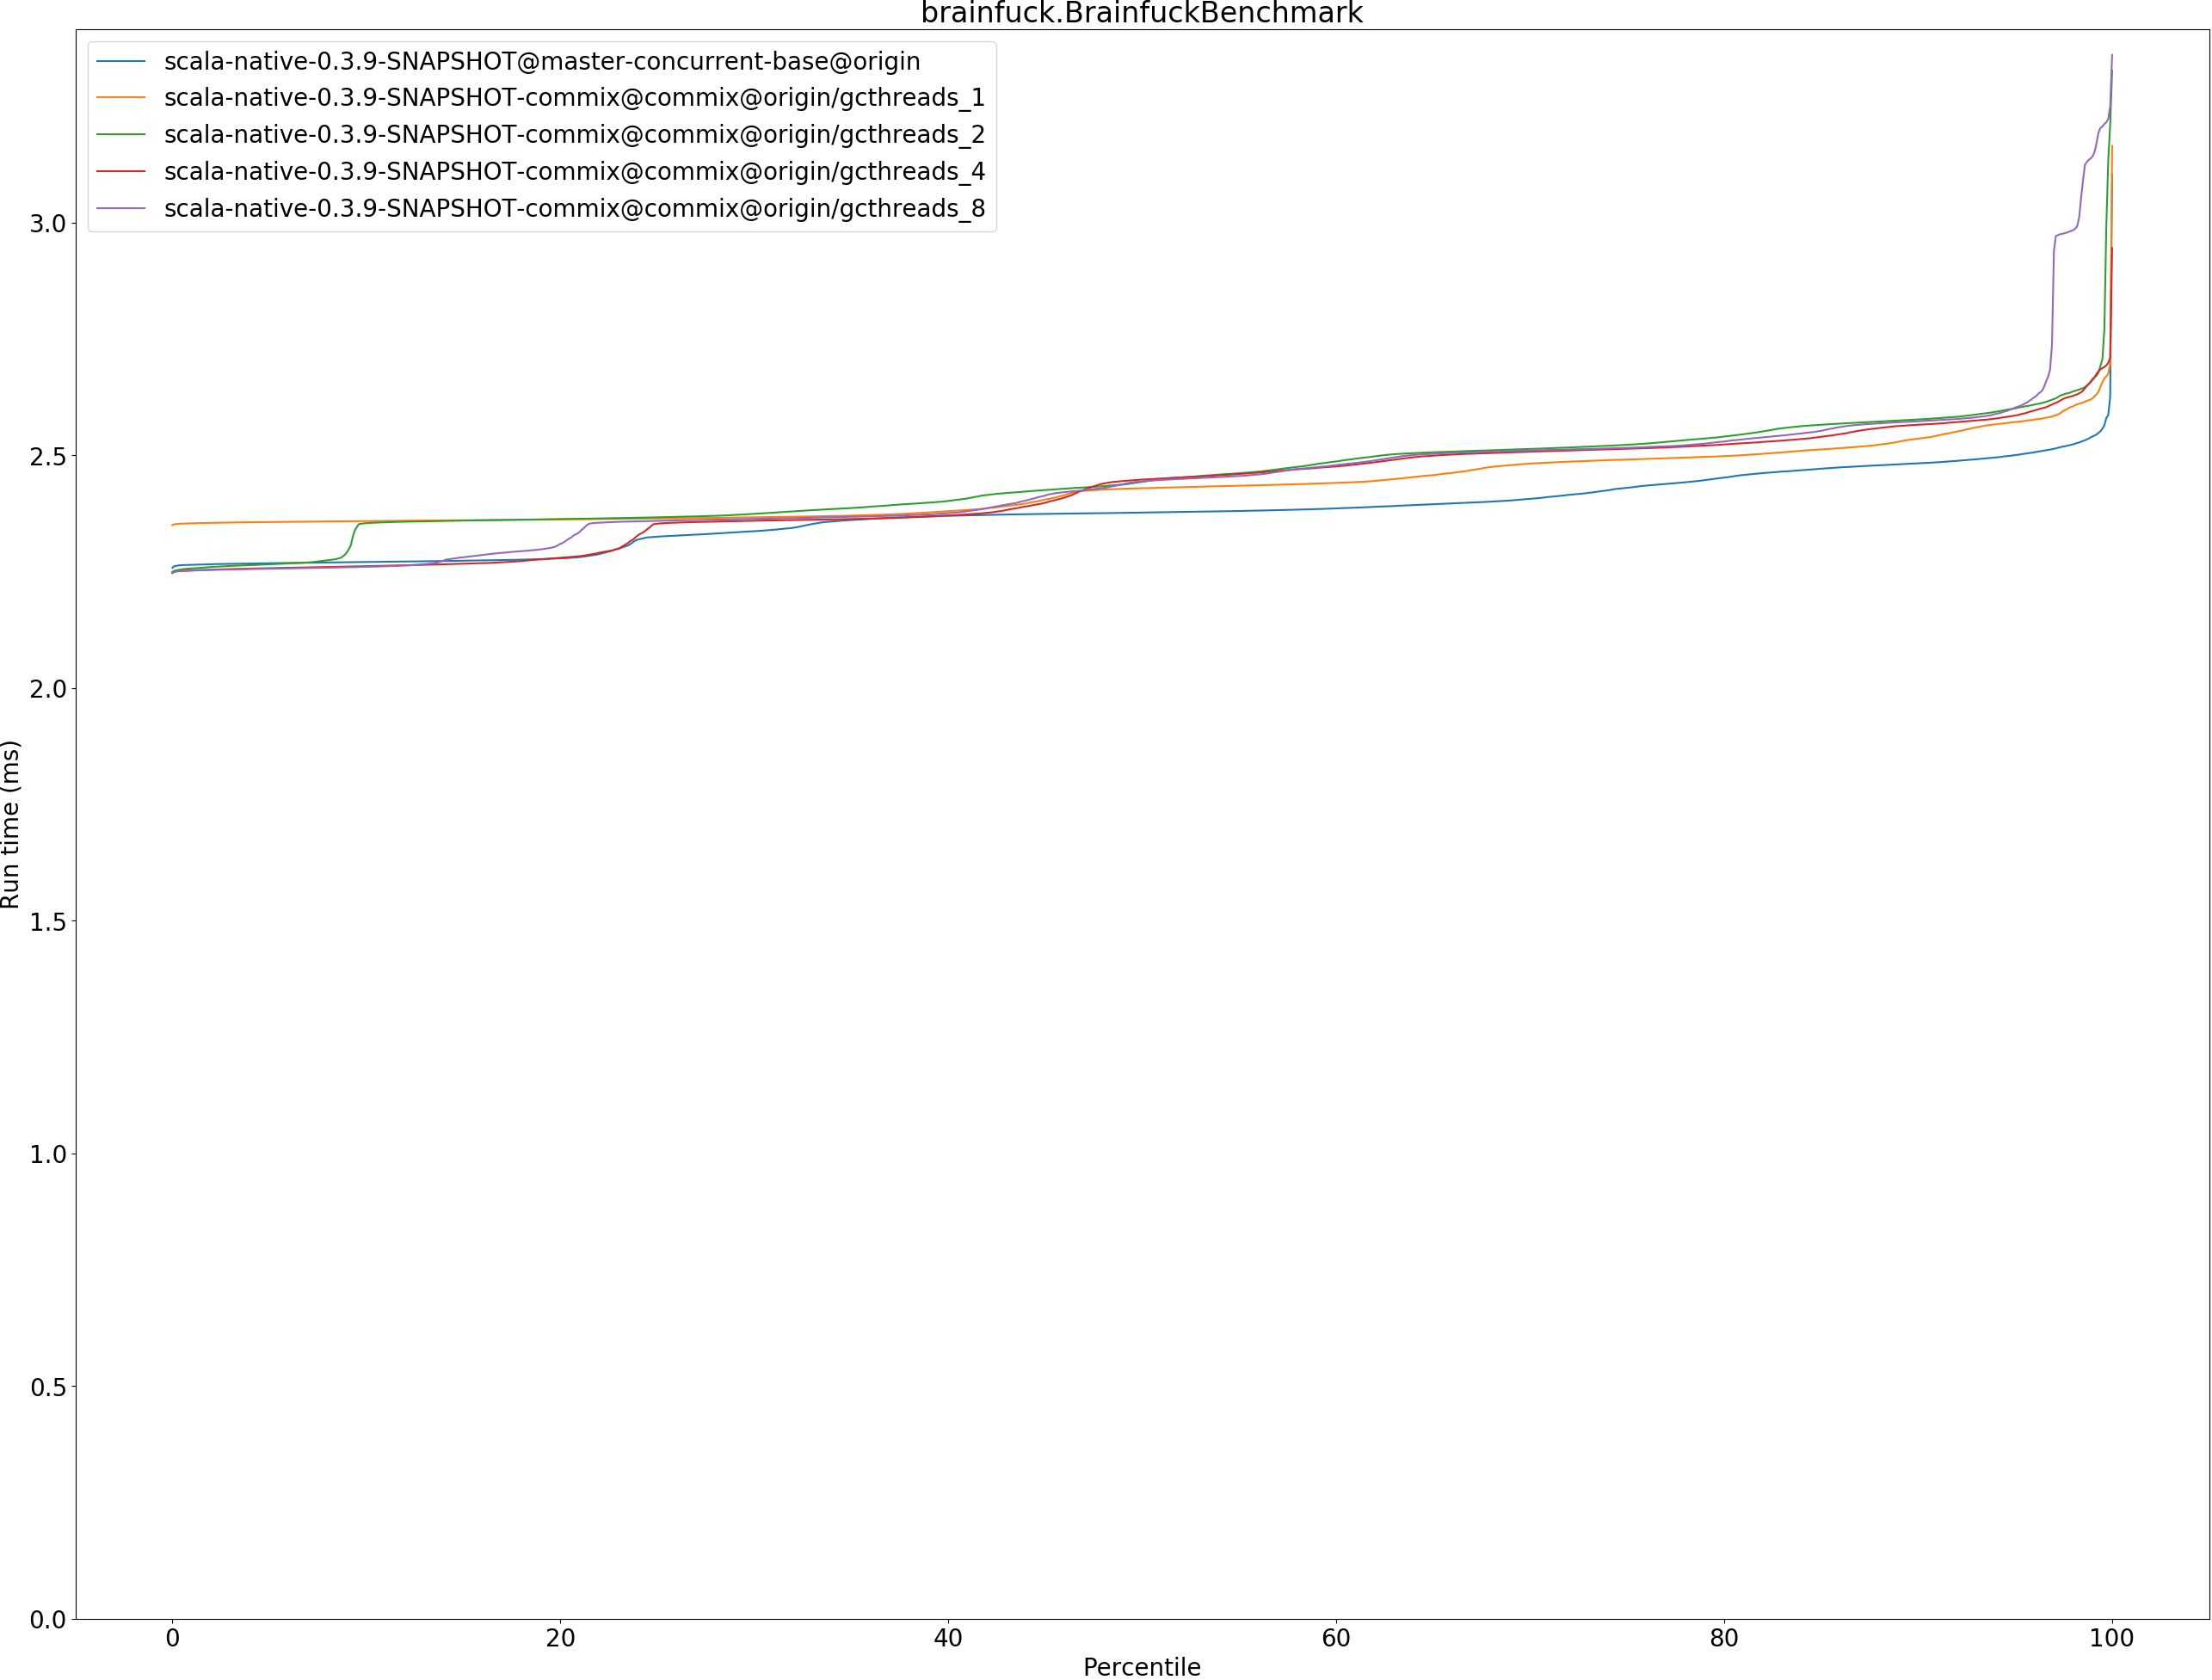 brainfuck.BrainfuckBenchmark
scala-native-0.3.9-SNAPSHOT@master-concurrent-base@origin
scala-native-0.3.9-SNAPSHOT-commix@commix@origin/gcthreads_1
scala-native-0.3.9-SNAPSHOT-commix@commix@origin/gcthreads_2
scala-native-0.3.9-SNAPSHOT-commix@commix@origin/gcthreads_4
scala-native-0.3.9-SNAPSHOT-commix@commix@origin/gcthreads_8
3.0
2.5
2.0
1.5
1.0
0.5
0.0
Run time (ms)
0 20 40 60 80 100
Percentile